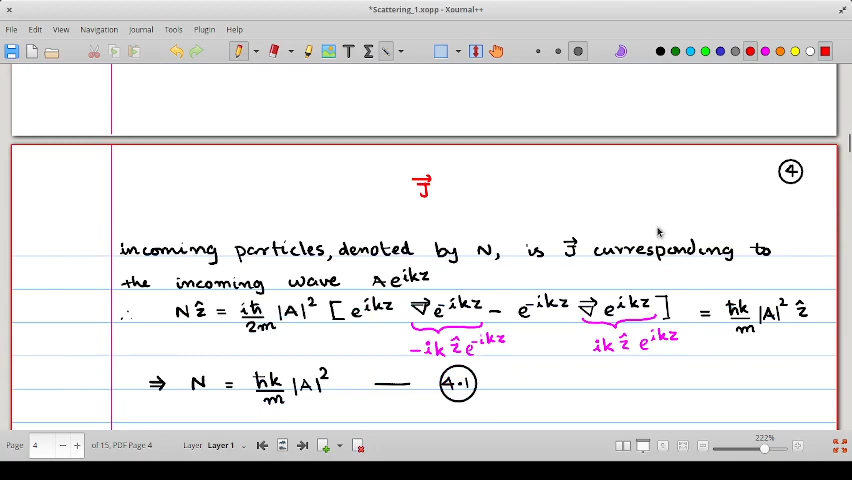 *Scattering_1.xopp - Xournal++
File Edit View Navigation Journal Tools Plugin Help
4
J⃗
incoming particles, denoted by N, is J⃗ curresponding to
the incoming wave Ae^{ikz}
∴ Nẑ = iħ/2m |A|² [ e^{ikz} ∇⃗e^{-ikz} - e^{-ikz} ∇⃗e^{ikz} ] = ħk/m |A|² ẑ
-ik ẑ e^{-ikz} ik ẑ e^{ikz}
⇒ N = ħk/m |A|² — 4.1
Page 4 of 15, PDF Page 4 Layer Layer 1 222%